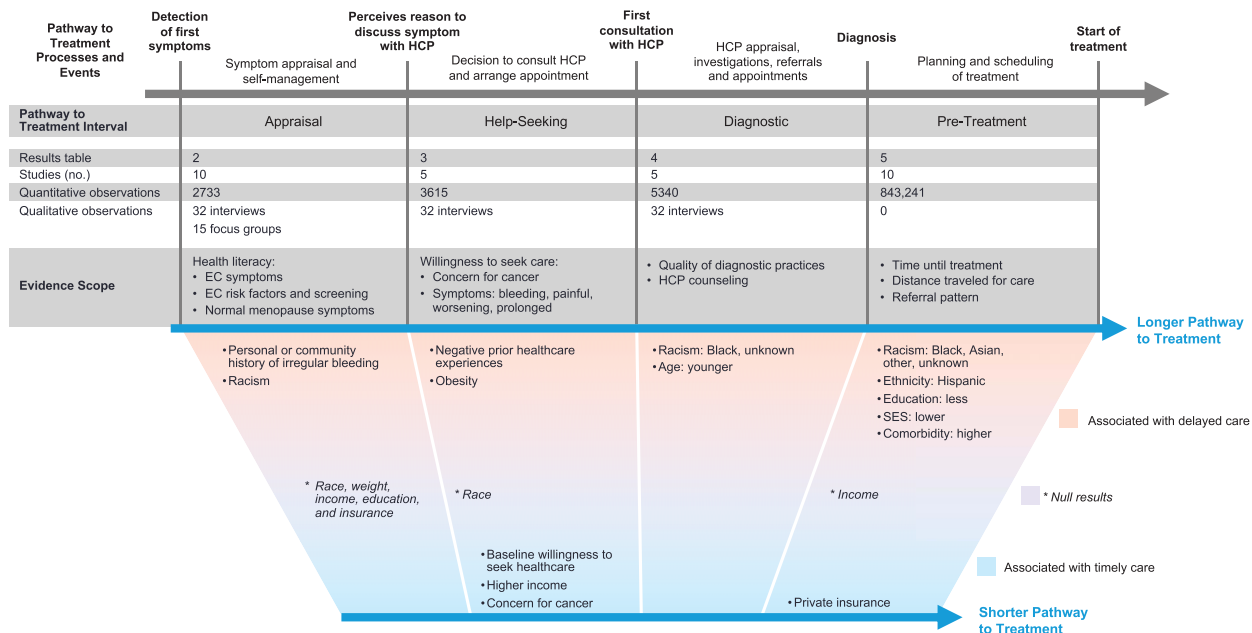 Pathway to
Treatment
Processes and
Events
Detection
of first
symptoms
Symptom appraisal and
self-management
Perceives reason to
discuss symptom
with HCP
Decision to consult HCP
and arrange appointment
First
consultation
with HCP
HCP appraisal,
investigations, referrals
and appointments
Diagnosis
Planning and scheduling
of treatment
Start of
treatment
Pathway to
Treatment Interval
Appraisal
Help-Seeking
Diagnostic
Pre-Treatment
Results table
2
3
4
5
Studies (no.)
10
5
5
10
Quantitative observations
2733
3615
5340
843,241
Qualitative observations
32 interviews
15 focus groups
32 interviews
32 interviews
0
Evidence Scope
Health literacy:
• EC symptoms
• EC risk factors and screening
• Normal menopause symptoms
Willingness to seek care:
• Concern for cancer
• Symptoms: bleeding, painful,
worsening, prolonged
• Quality of diagnostic practices
• HCP counseling
• Time until treatment
• Distance traveled for care
• Referral pattern
Longer Pathway
to Treatment
• Personal or community
history of irregular bleeding
• Racism
• Negative prior healthcare
experiences
• Obesity
• Racism: Black, unknown
• Age: younger
• Racism: Black, Asian,
other, unknown
• Ethnicity: Hispanic
• Education: less
• SES: lower
• Comorbidity: higher
Associated with delayed care
* Race, weight,
income, education,
and insurance
* Race
* Income
* Null results
• Baseline willingness to
seek healthcare
• Higher income
• Concern for cancer
• Private insurance
Associated with timely care
Shorter Pathway
to Treatment